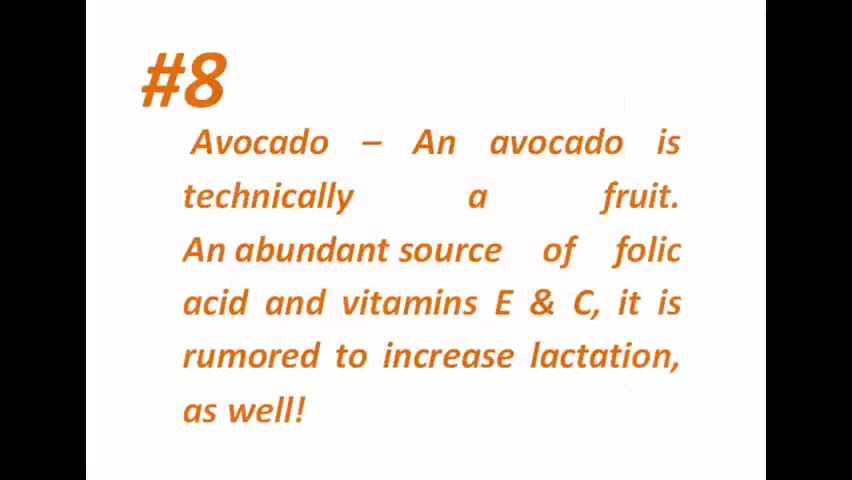 #8
Avocado – An avocado is
technically a fruit.
An abundant source of folic
acid and vitamins E & C, it is
rumored to increase lactation,
as well!